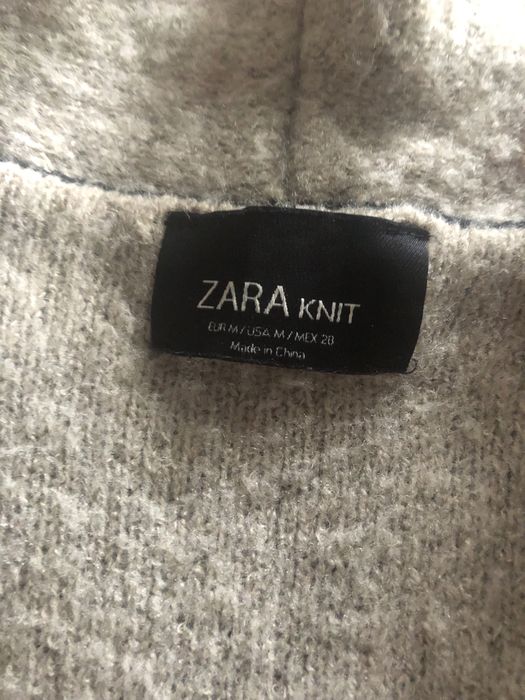 ZARA KNIT
EUR M / USA M / MEX 28
Made in China